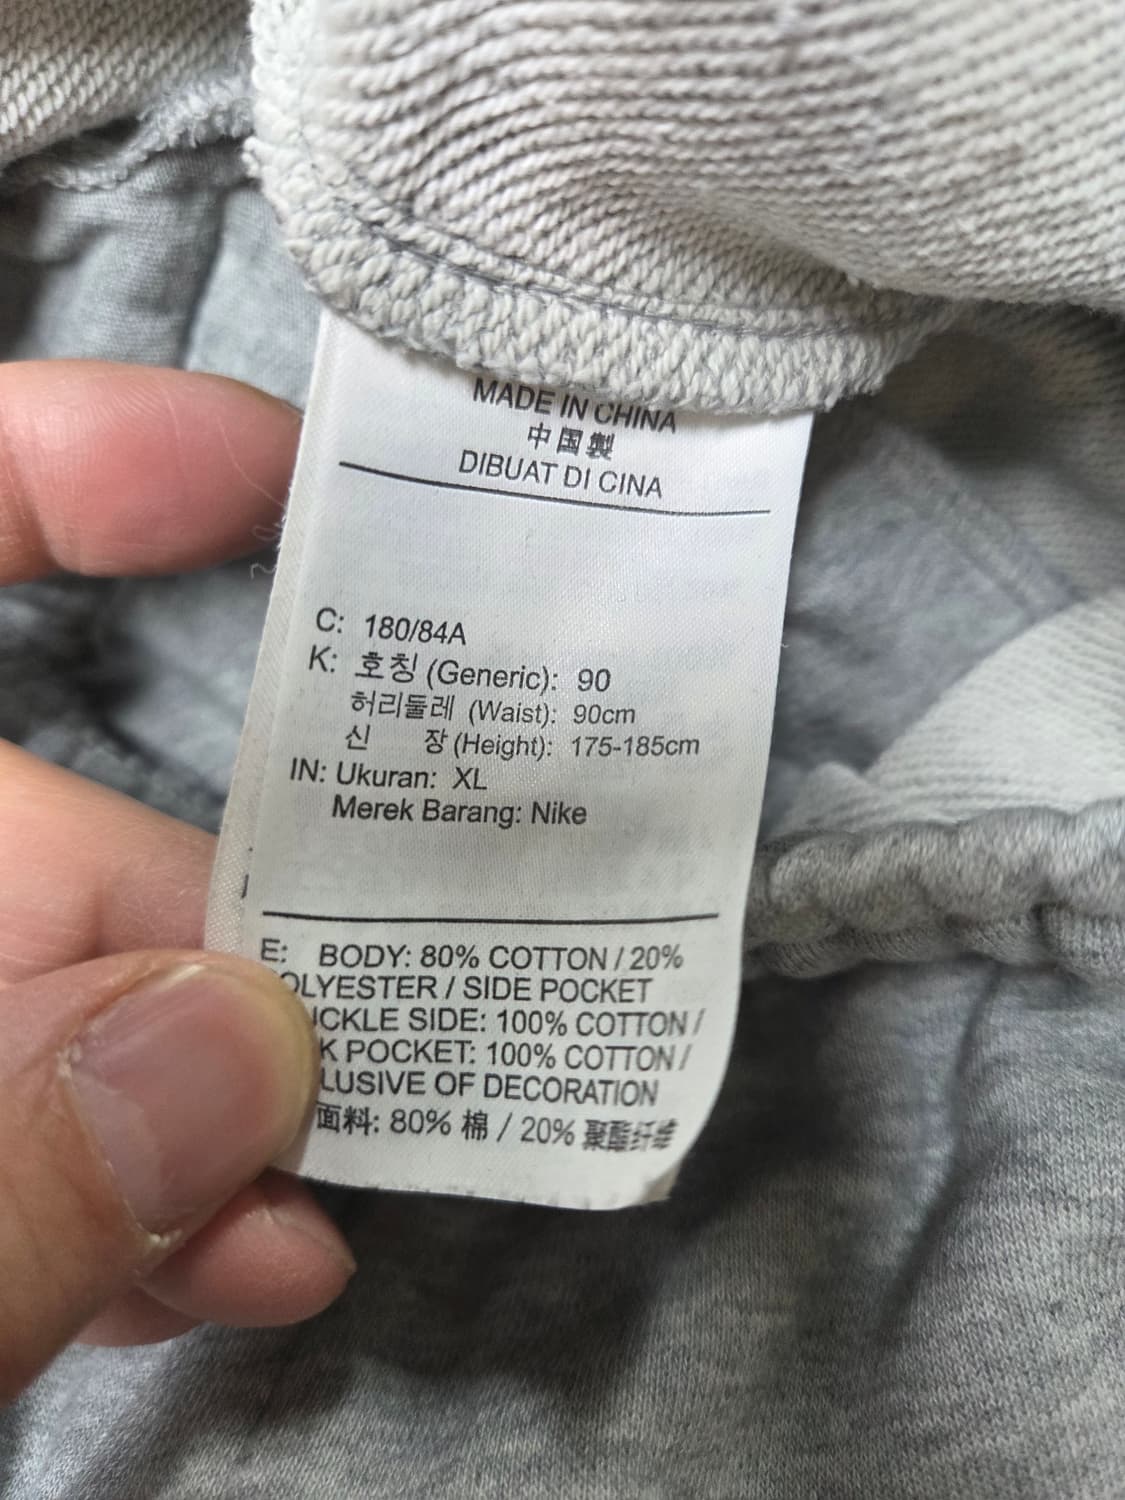 MADE IN CHINA
中国製
DIBUAT DI CINA
C: 180/84A
K: 호칭 (Generic): 90
허리둘레 (Waist): 90cm
신 장 (Height): 175-185cm
IN: Ukuran: XL
Merek Barang: Nike
E: BODY: 80% COTTON / 20%
OLYESTER / SIDE POCKET
UCKLE SIDE: 100% COTTON /
K POCKET: 100% COTTON /
LUSIVE OF DECORATION
面料: 80% 棉 / 20% 聚酯纤维